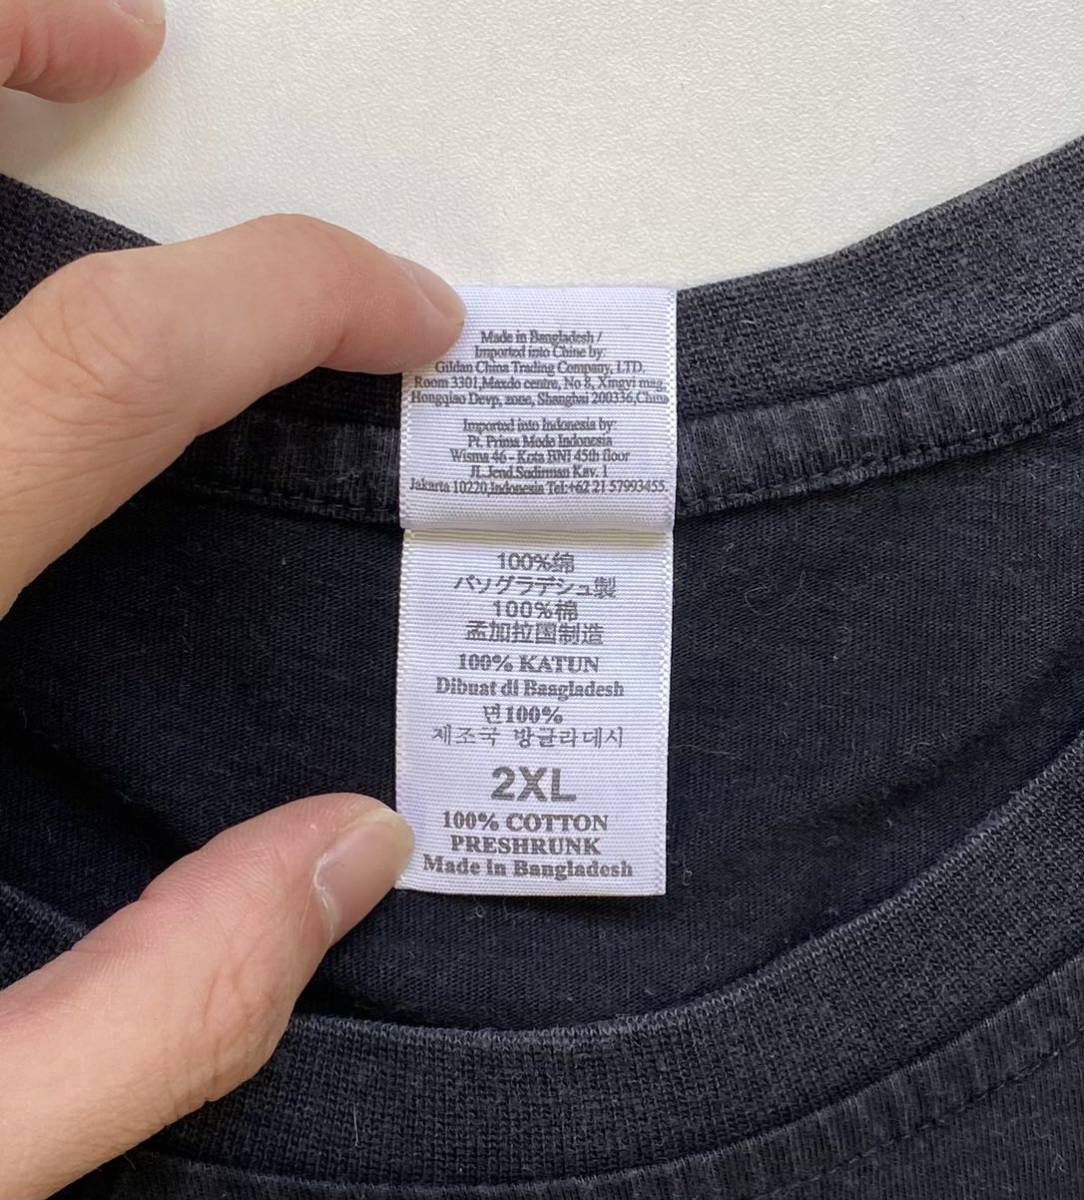 Made in Bangladesh /
Imported into Chine by:
Gildan China Trading Company, LTD.
Room 3301,Maxdo centre, No 8, Xingyi mag,
Hongqiao Devp, zone, Shanghai 200336,China
Imported into Indonesia by:
Pt. Prima Mode Indonesia
Wisma 46 - Kota BNI 45th floor
Jl. Jend.Sudirman Kav. 1
Jakarta 10220,Indonesia Tel:+62 21 57993455
100%綿
バソグラデシュ製
100%棉
孟加拉国制造
100% KATUN
Dibuat di Bangladesh
면100%
제조국 방글라데시
2XL
100% COTTON
PRESHRUNK
Made in Bangladesh